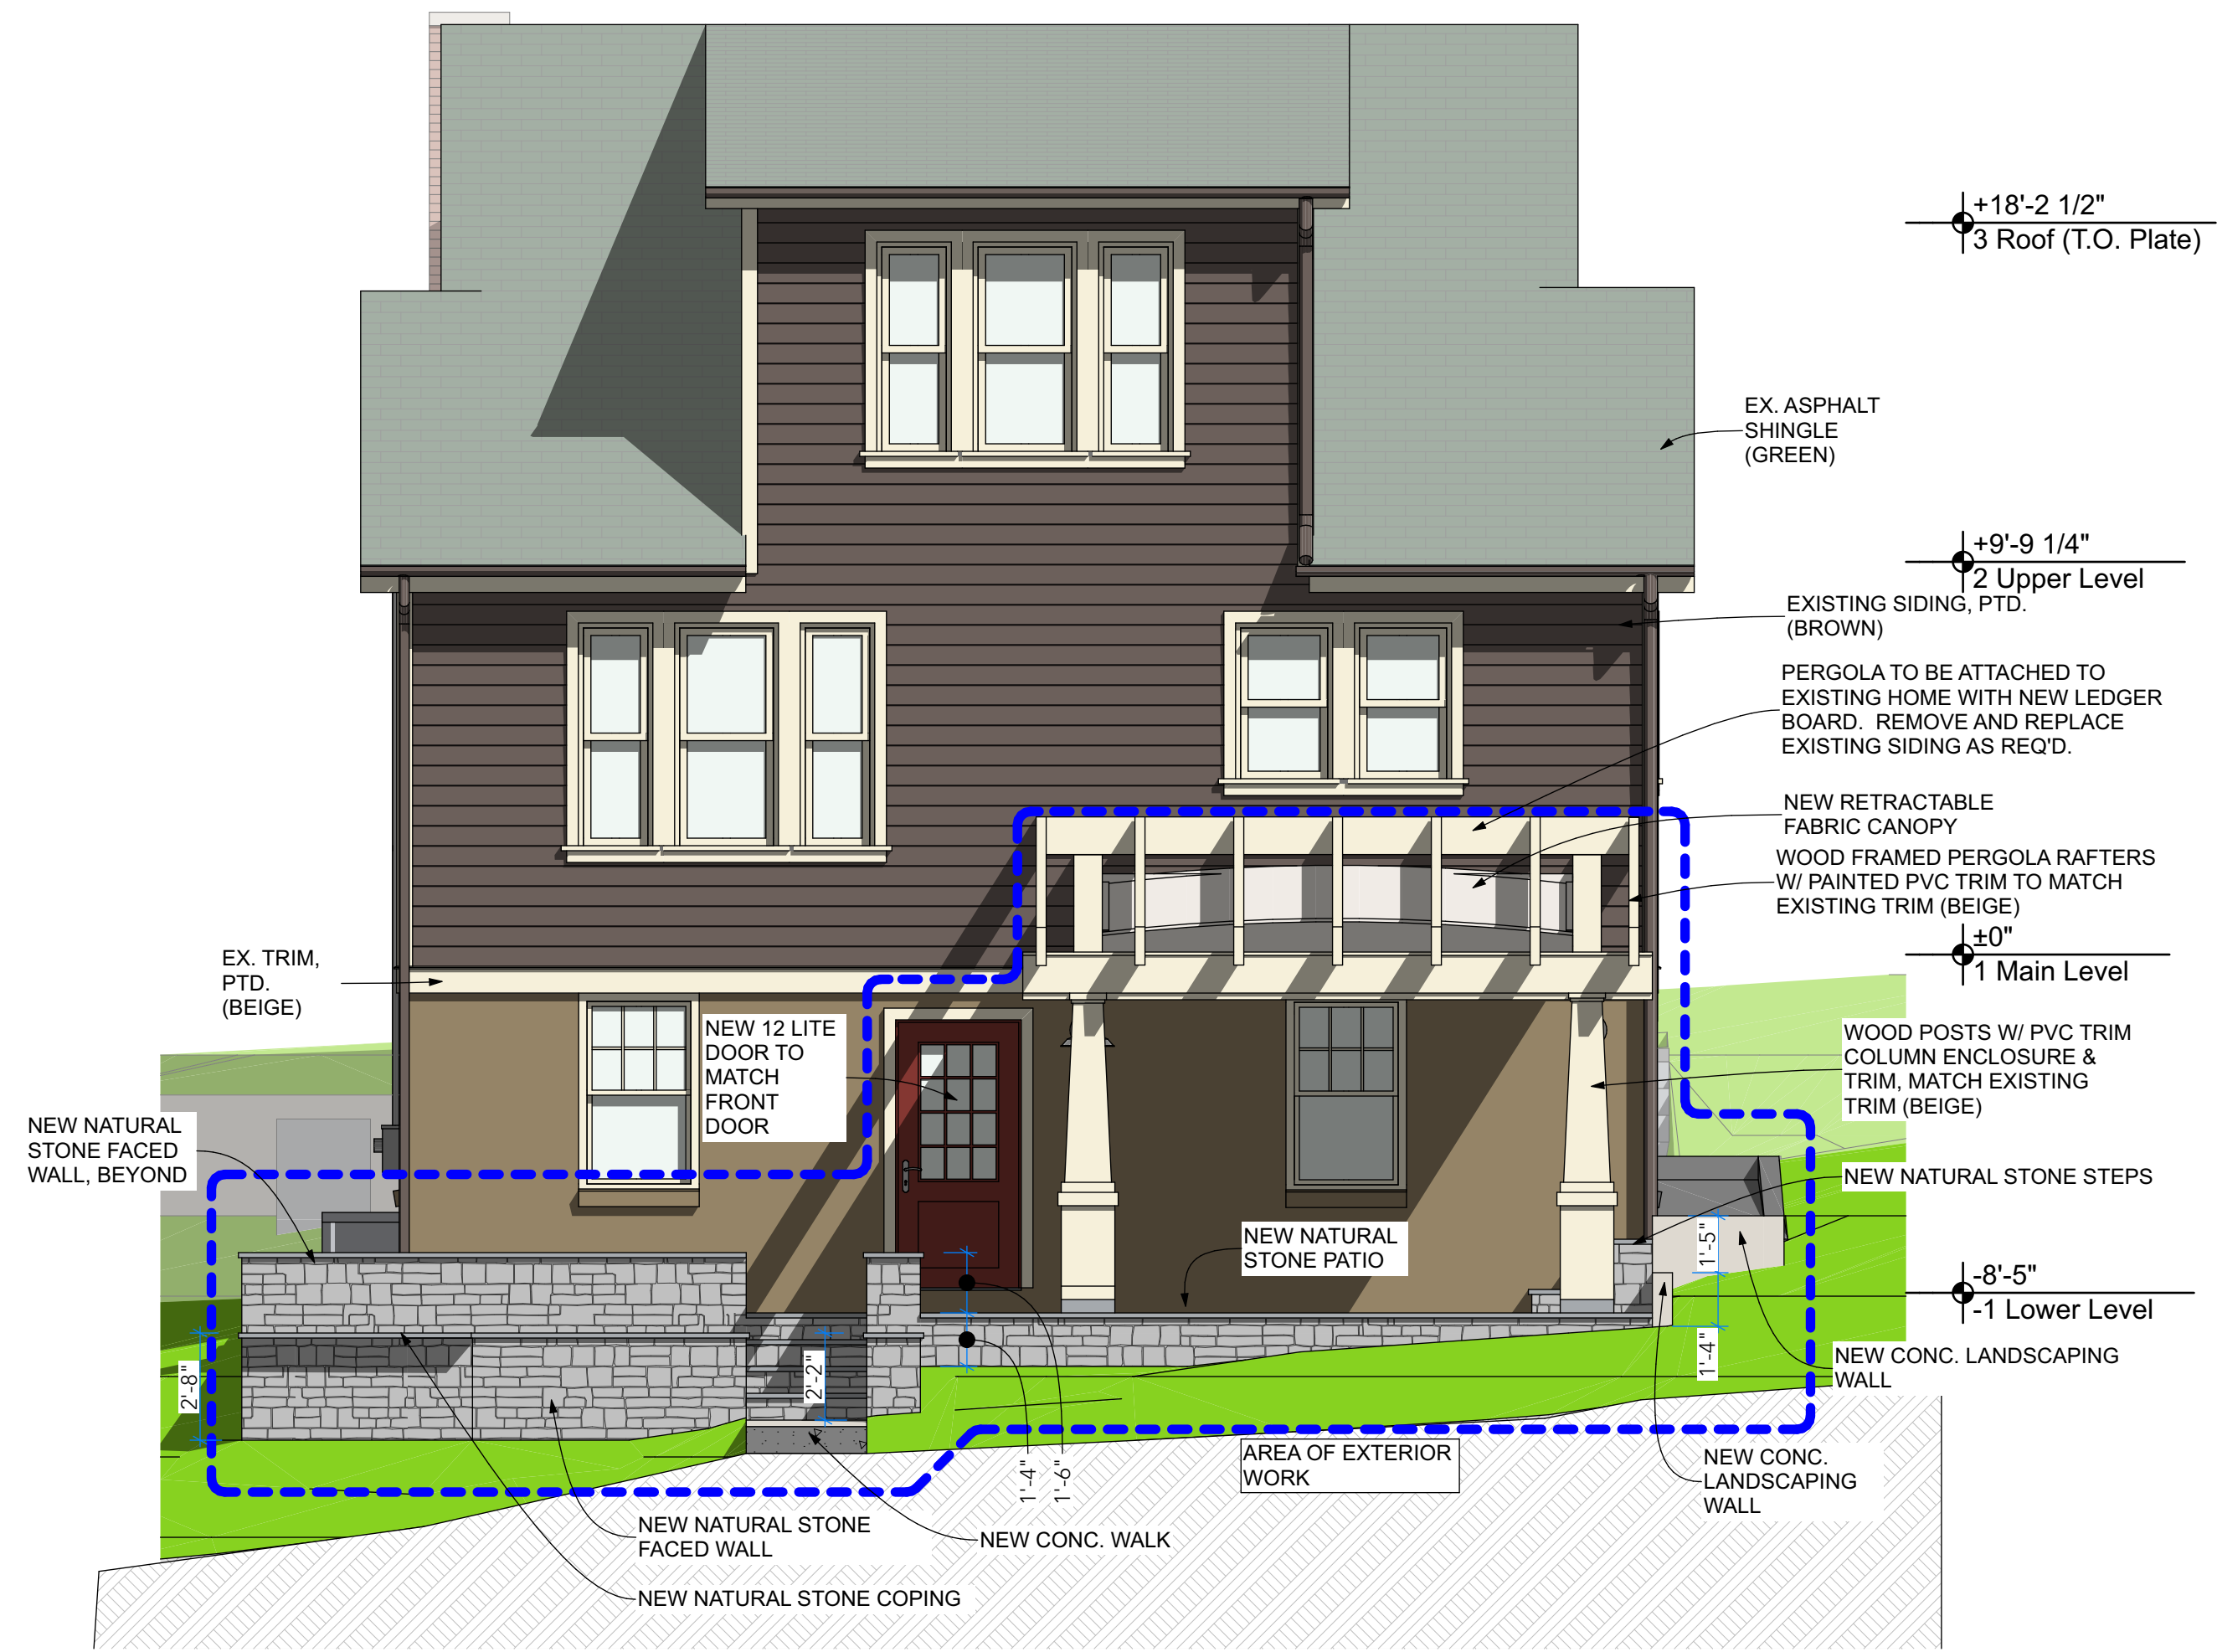 +18'-2 1/2"
3 Roof (T.O. Plate)
EX. ASPHALT
SHINGLE
(GREEN)
+9'-9 1/4"
2 Upper Level
EXISTING SIDING, PTD.
(BROWN)
PERGOLA TO BE ATTACHED TO
EXISTING HOME WITH NEW LEDGER
BOARD. REMOVE AND REPLACE
EXISTING SIDING AS REQ'D.
NEW RETRACTABLE
FABRIC CANOPY
WOOD FRAMED PERGOLA RAFTERS
W/ PAINTED PVC TRIM TO MATCH
EXISTING TRIM (BEIGE)
±0"
1 Main Level
EX. TRIM,
PTD.
(BEIGE)
NEW 12 LITE
DOOR TO
MATCH
FRONT
DOOR
WOOD POSTS W/ PVC TRIM
COLUMN ENCLOSURE &
TRIM, MATCH EXISTING
TRIM (BEIGE)
NEW NATURAL
STONE FACED
WALL, BEYOND
NEW NATURAL STONE STEPS
NEW NATURAL
STONE PATIO
1'-5"
-8'-5"
-1 Lower Level
2'-8"
2'-2"
1'-4"
NEW CONC. LANDSCAPING
WALL
AREA OF EXTERIOR
WORK
1'-4"
1'-6"
NEW CONC.
LANDSCAPING
WALL
NEW NATURAL STONE
FACED WALL
NEW CONC. WALK
NEW NATURAL STONE COPING